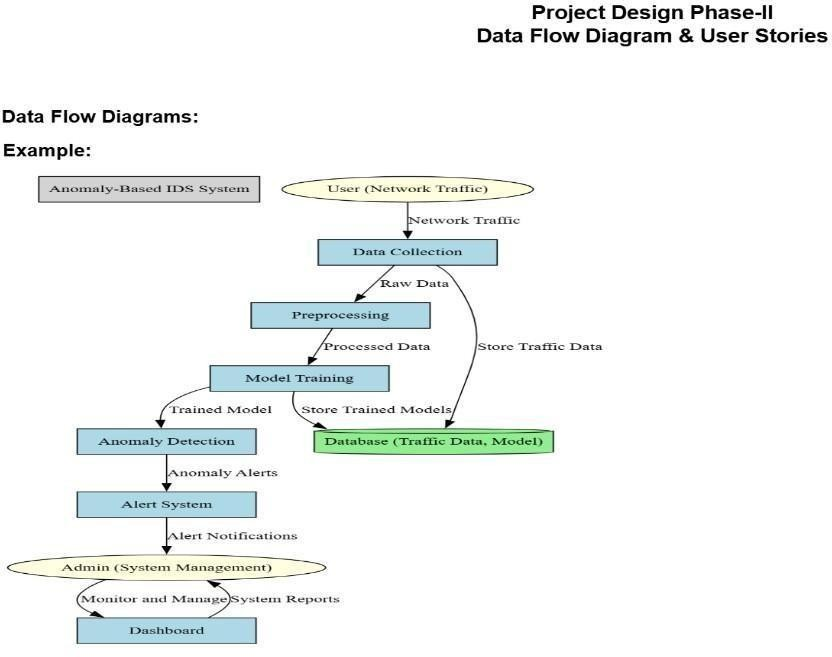 Project Design Phase-II
Data Flow Diagram & User Stories
Data Flow Diagrams:
Example:
Anomaly-Based IDS System
User (Network Traffic)
Network Traffic
Data Collection
Raw Data
Preprocessing
Processed Data
Store Traffic Data
Model Training
Trained Model
Store Trained Models
Anomaly Detection
Database (Traffic Data, Model)
Anomaly Alerts
Alert System
Alert Notifications
Admin (System Management)
Monitor and Manage
System Reports
Dashboard